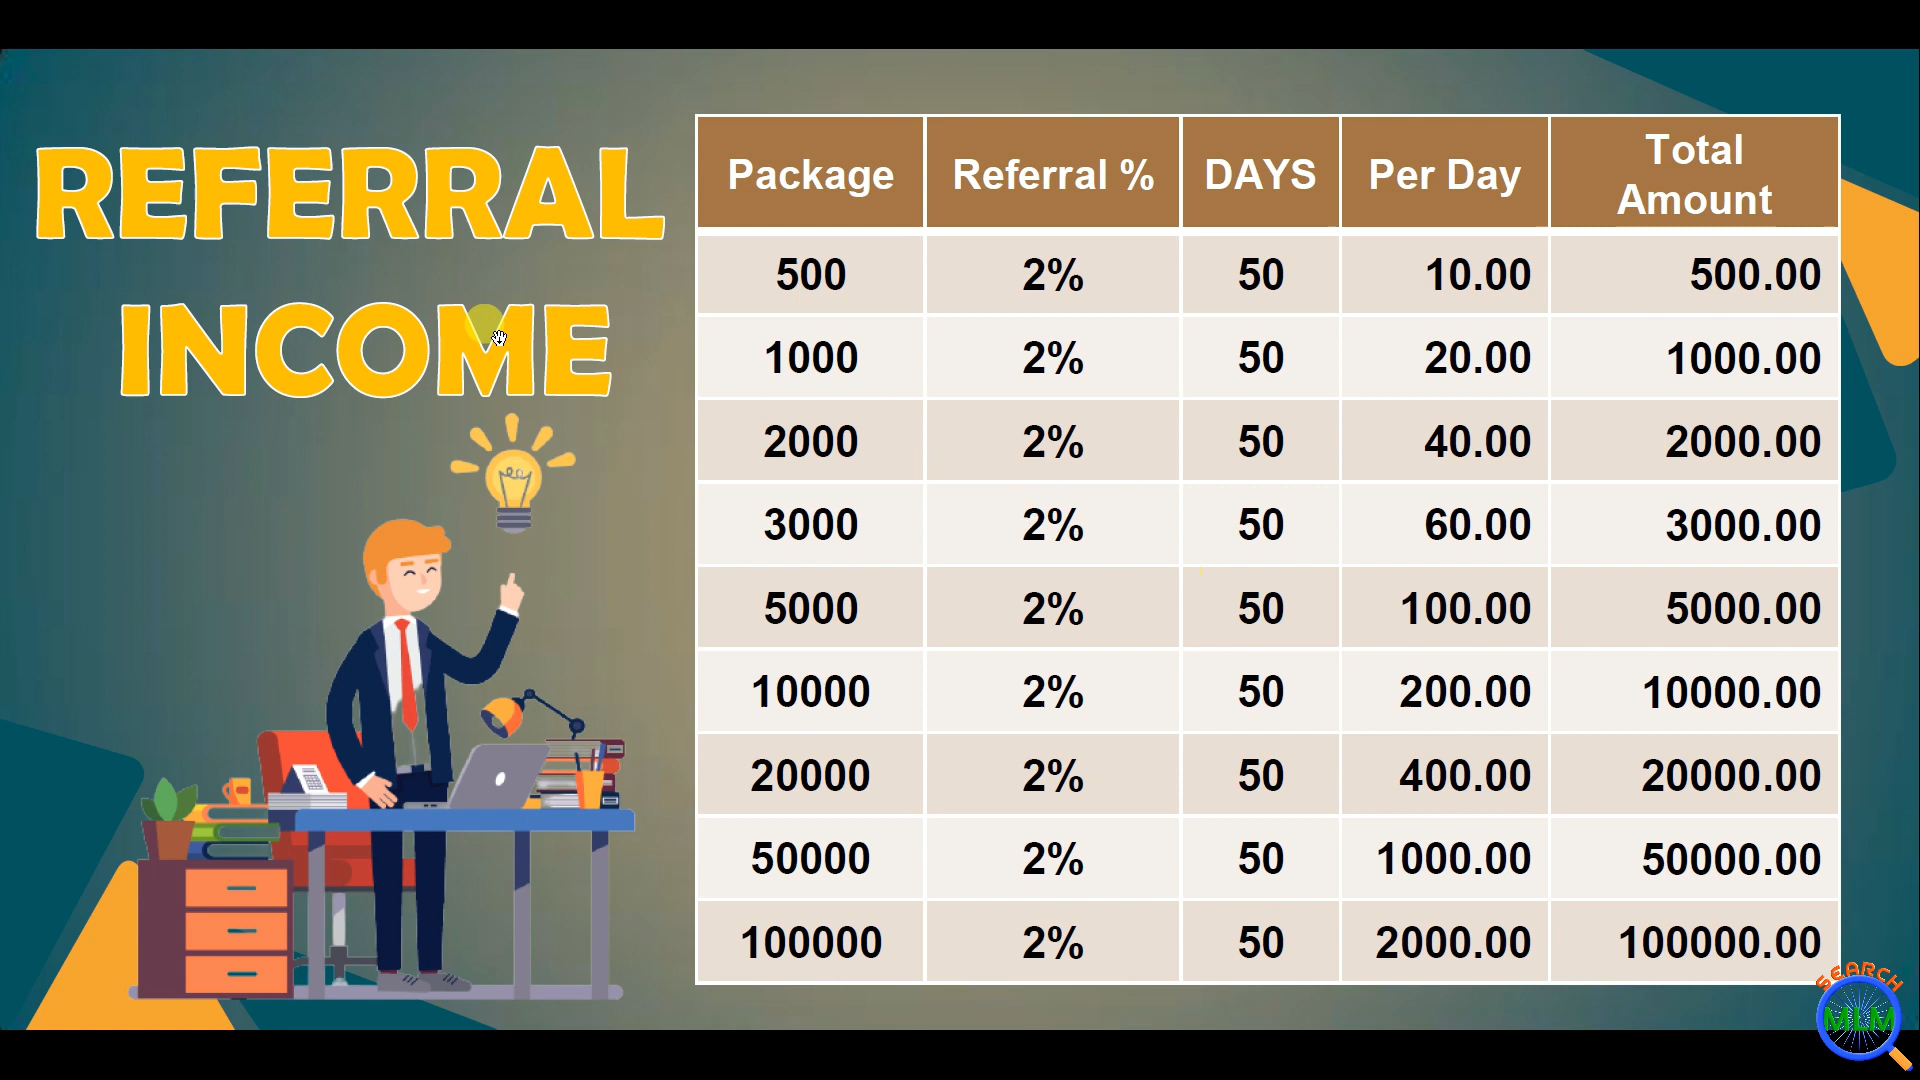 REFERRAL
INCOME
Package Referral % DAYS Per Day Total Amount
500 2% 50 10.00 500.00
1000 2% 50 20.00 1000.00
2000 2% 50 40.00 2000.00
3000 2% 50 60.00 3000.00
5000 2% 50 100.00 5000.00
10000 2% 50 200.00 10000.00
20000 2% 50 400.00 20000.00
50000 2% 50 1000.00 50000.00
100000 2% 50 2000.00 100000.00
SEARCH
MLM